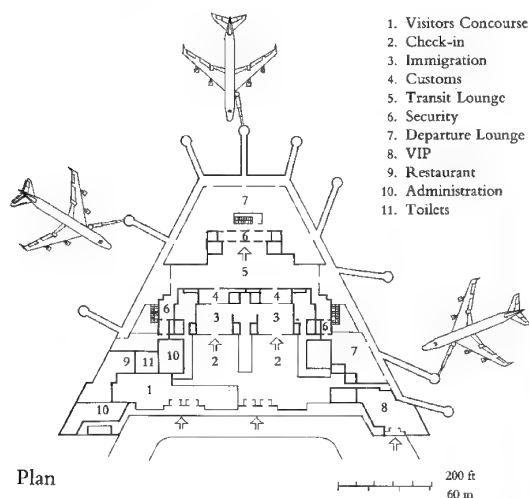 1. Visitors Concourse
2. Check-in
3. Immigration
4. Customs
5. Transit Lounge
6. Security
7. Departure Lounge
8. VIP
9. Restaurant
10. Administration
11. Toilets
7
6
5
4 4
6 3 3 6
9 11 10 2 2 7
1 8
10
Plan
200 ft
60 m